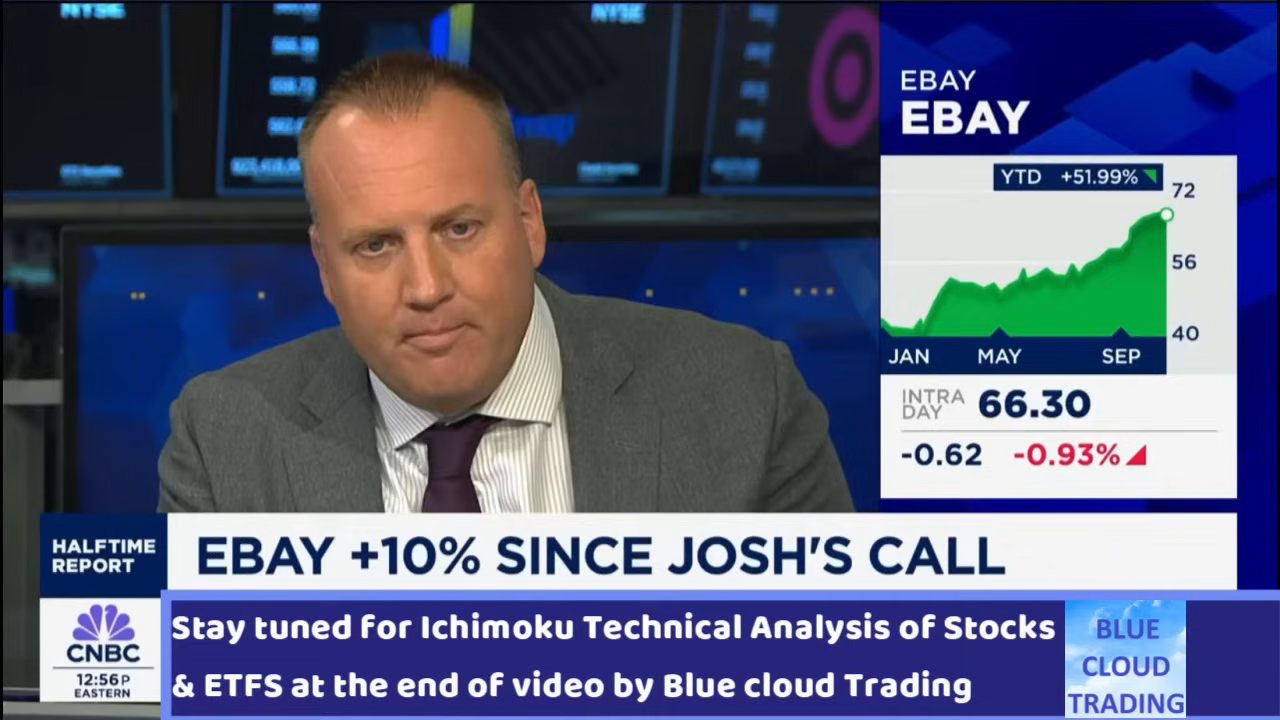 NYSE
NYSE
EBAY
EBAY
YTD +51.99%
72
56
40
JAN MAY SEP
INTRA DAY 66.30
-0.62 -0.93%
HALFTIME
REPORT
EBAY +10% SINCE JOSH'S CALL
CNBC
12:56P
EASTERN
Stay tuned for Ichimoku Technical Analysis of Stocks
& ETFS at the end of video by Blue cloud Trading
BLUE
CLOUD
TRADING